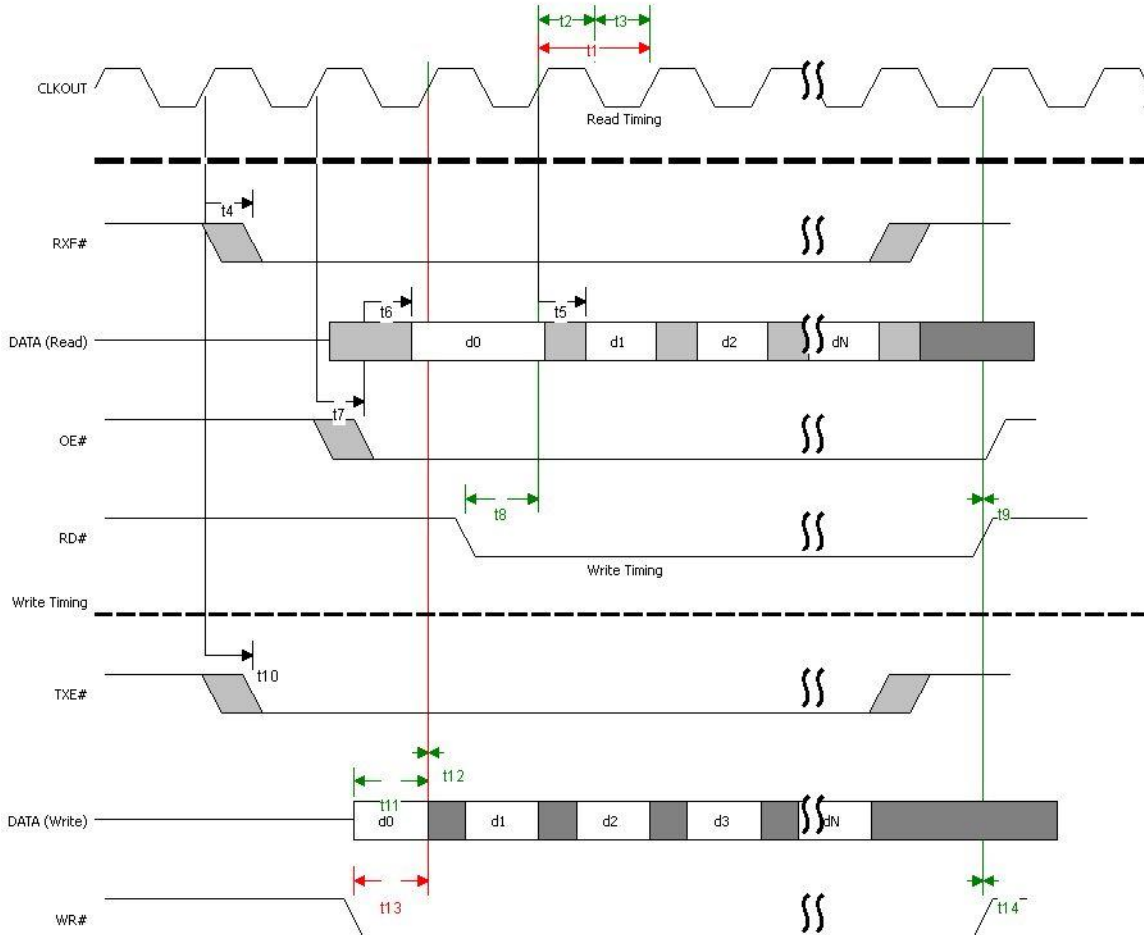 t2 t3
t1
CLKOUT
Read Timing
t4
RXF#
t6 t5
DATA (Read) d0 d1 d2 dN
t7
OE#
t8 t9
RD#
Write Timing
Write Timing
t10
TXE#
t12
t11
DATA (Write) d0 d1 d2 d3 dN
t13 t14
WR#